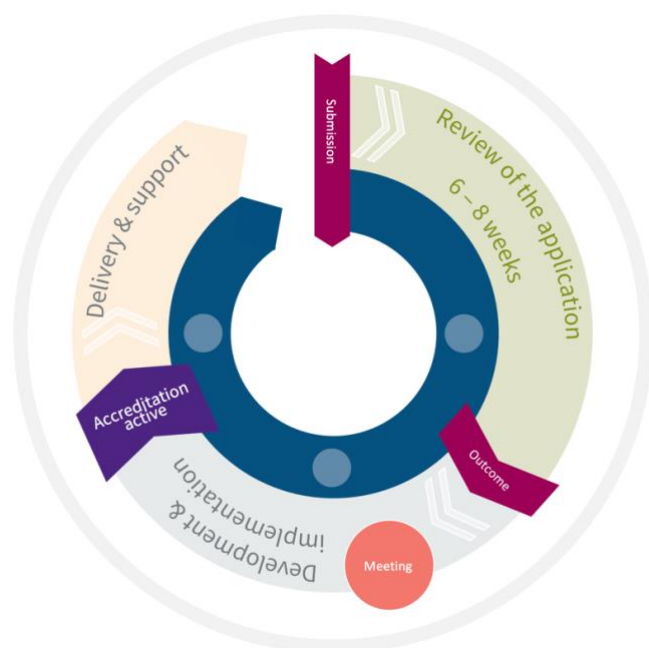 Submission
Review of the application
6 – 8 weeks
Outcome
Meeting
Development &
implementation
Accreditation
active
Delivery & support